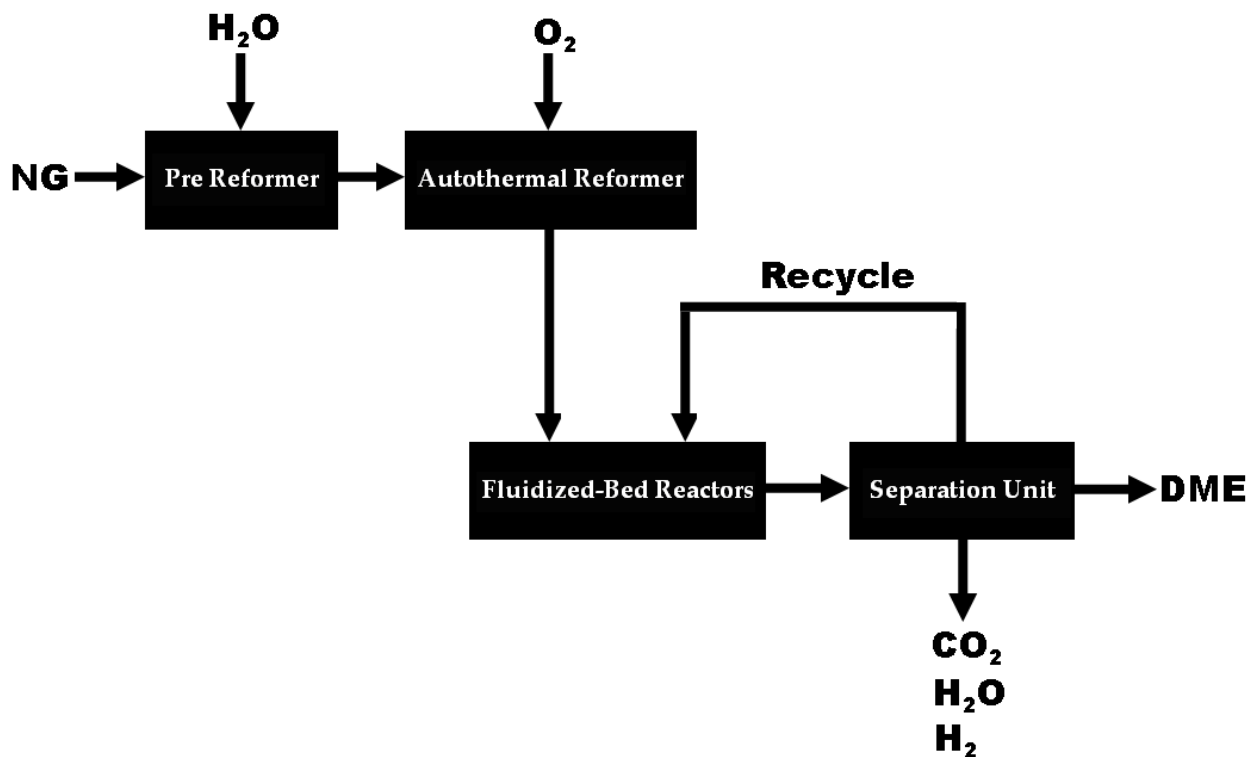 H₂O
O₂
NG
Pre Reformer
Autothermal Reformer
Recycle
Fluidized-Bed Reactors
Separation Unit
DME
CO₂
H₂O
H₂